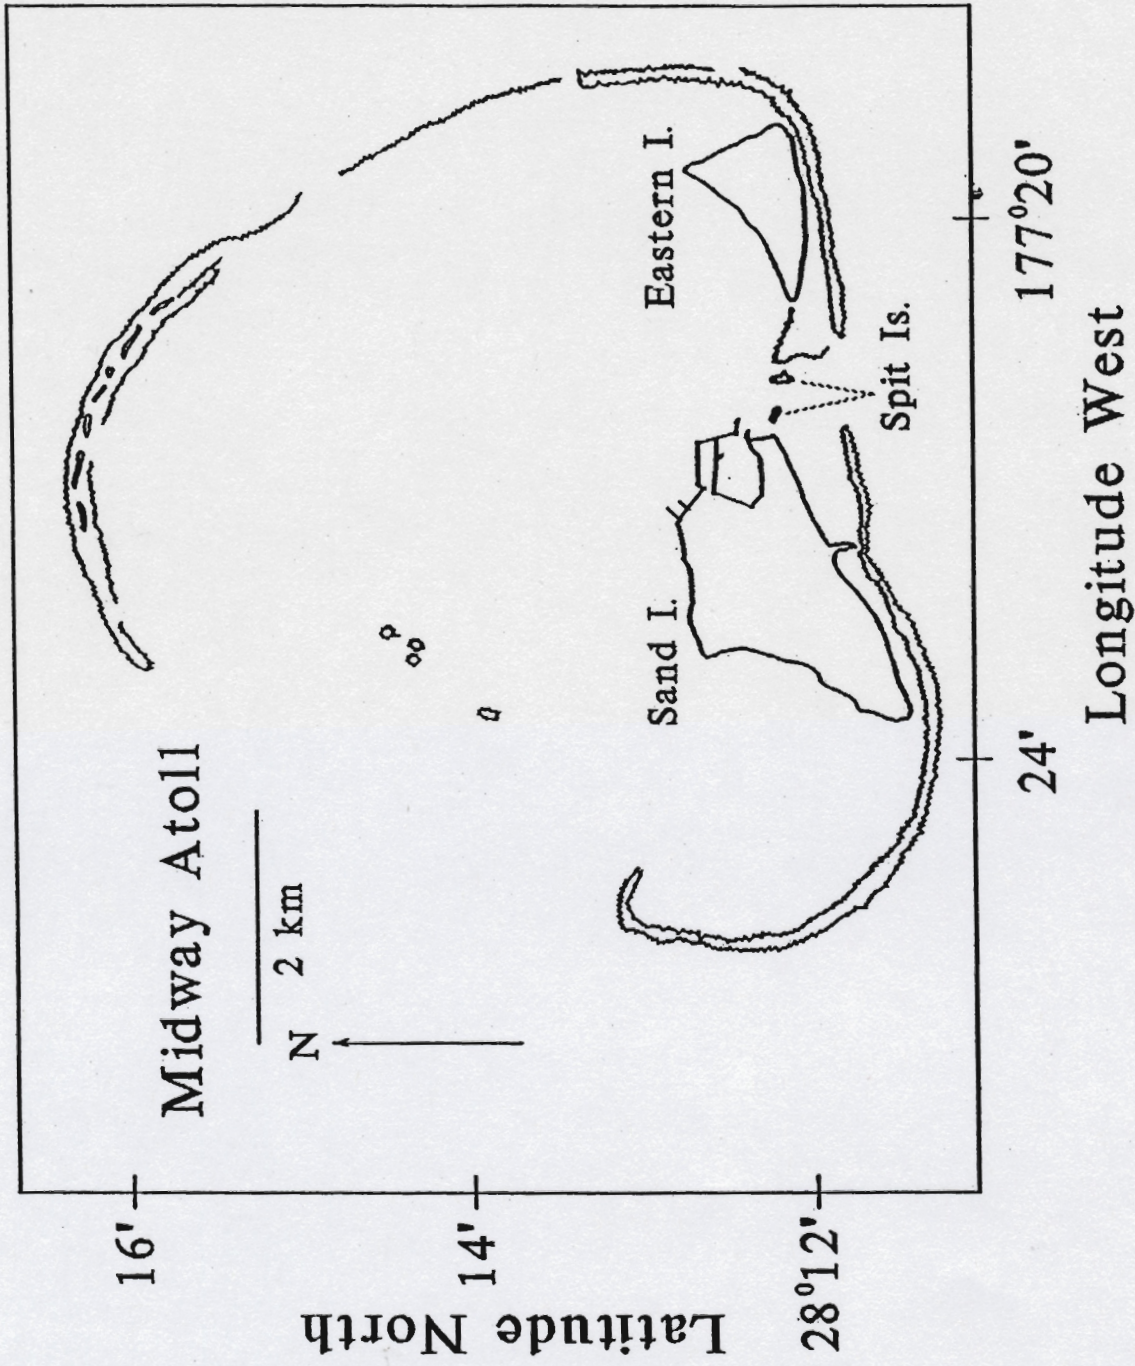 Midway Atoll
2 km
N
Sand I.
Eastern I.
Spit Is.
16'
14'
28°12'
Latitude North
24'
177°20'
Longitude West